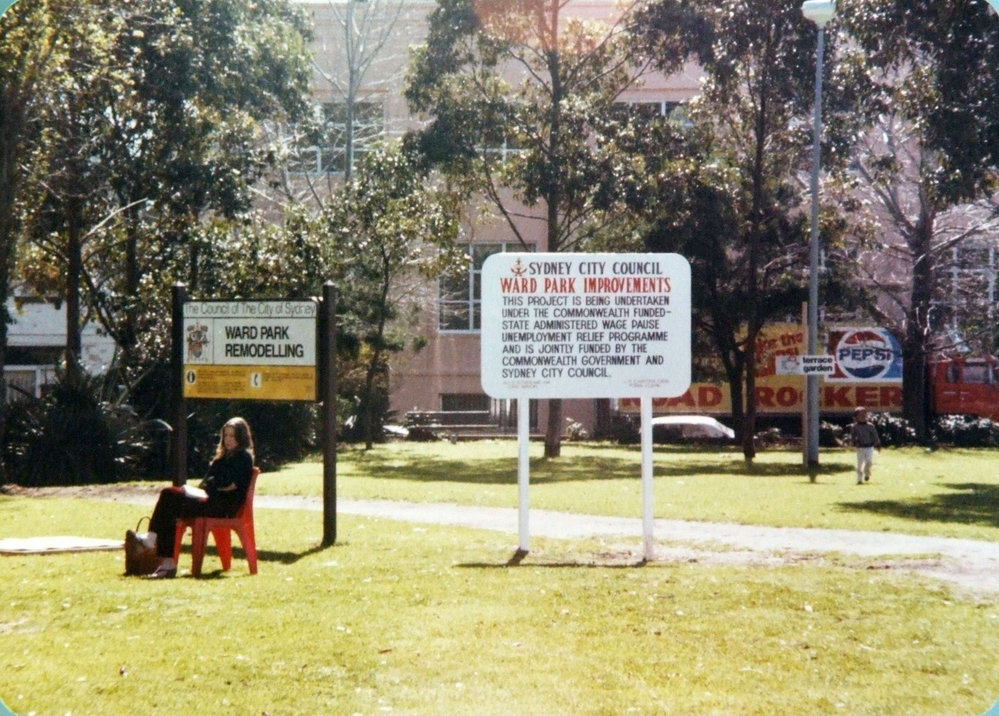 The Council of The City of Sydney
WARD PARK
REMODELLING
SYDNEY CITY COUNCIL
WARD PARK IMPROVEMENTS
THIS PROJECT IS BEING UNDERTAKEN
UNDER THE COMMONWEALTH FUNDED-
STATE ADMINISTERED WAGE PAUSE
UNEMPLOYMENT RELIEF PROGRAMME
AND IS JOINTLY FUNDED BY THE
COMMONWEALTH GOVERNMENT AND
SYDNEY CITY COUNCIL.
the
PEPSI
terrace
garden
ROAD ROCKER